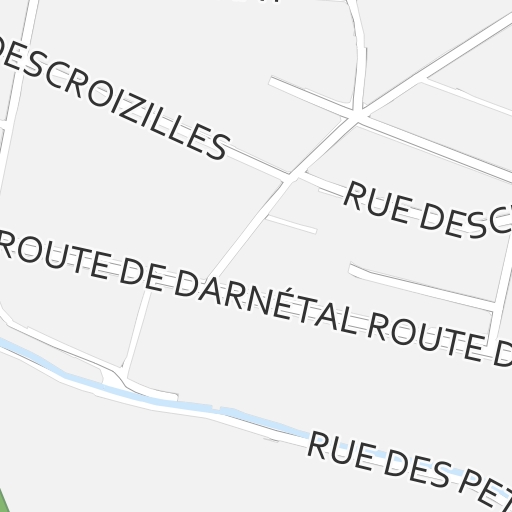 DESCROIZILLES
RUE DESC
ROUTE DE DARNÉTAL ROUTE D
RUE DES PET